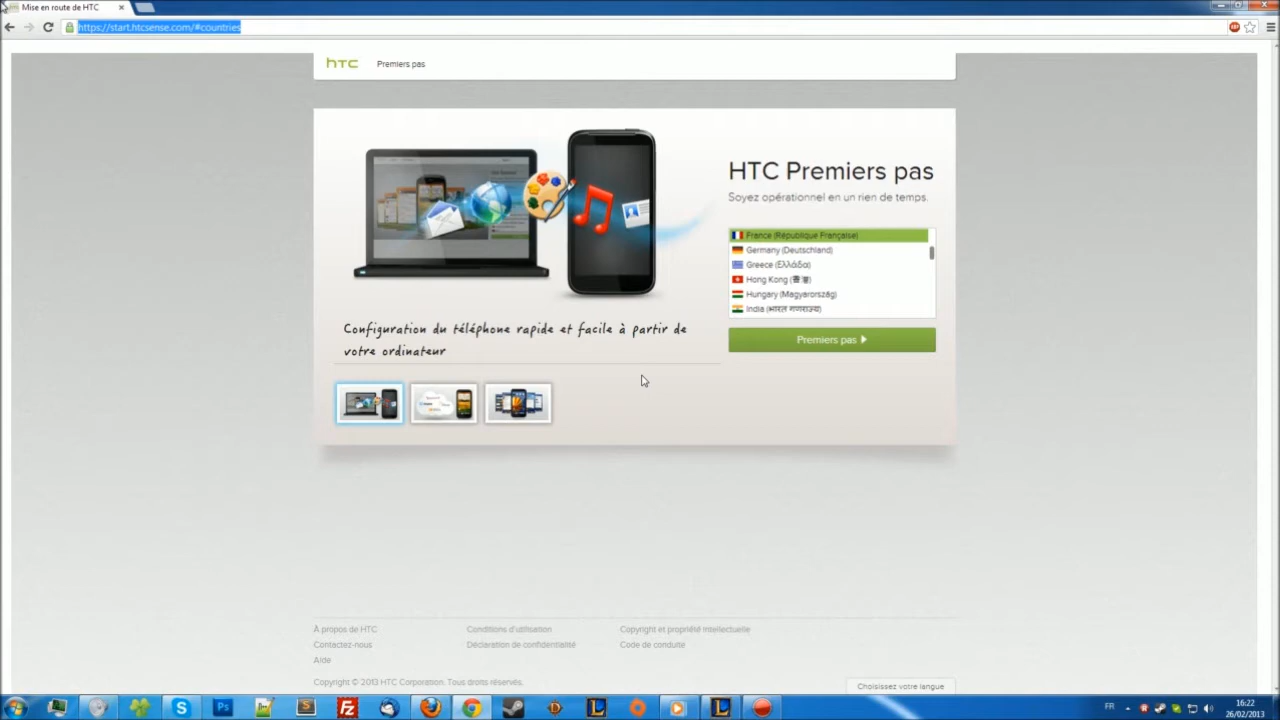 Mise en route de HTC
https://start.htcsense.com/#countries
hTC Premiers pas
HTC Premiers pas
Soyez opérationnel en un rien de temps.
France (République Française)
Germany (Deutschland)
Greece (Ελλάδα)
Hong Kong (香港)
Hungary (Magyarország)
India (भारत गणराज्य)
Premiers pas
Configuration du téléphone rapide et facile à partir de
votre ordinateur
À propos de HTC Conditions d'utilisation Copyright et propriété intellectuelle
Contactez-nous Déclaration de confidentialité Code de conduite
Aide
Copyright © 2013 HTC Corporation. Tous droits réservés.
Choisissez votre langue
FR
16:22
26/02/2013